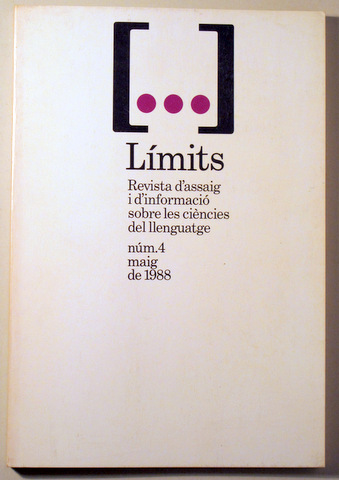 [...]
Límits
Revista d'assaig
i d'informació
sobre les ciències
del llenguatge
núm.4
maig
de 1988